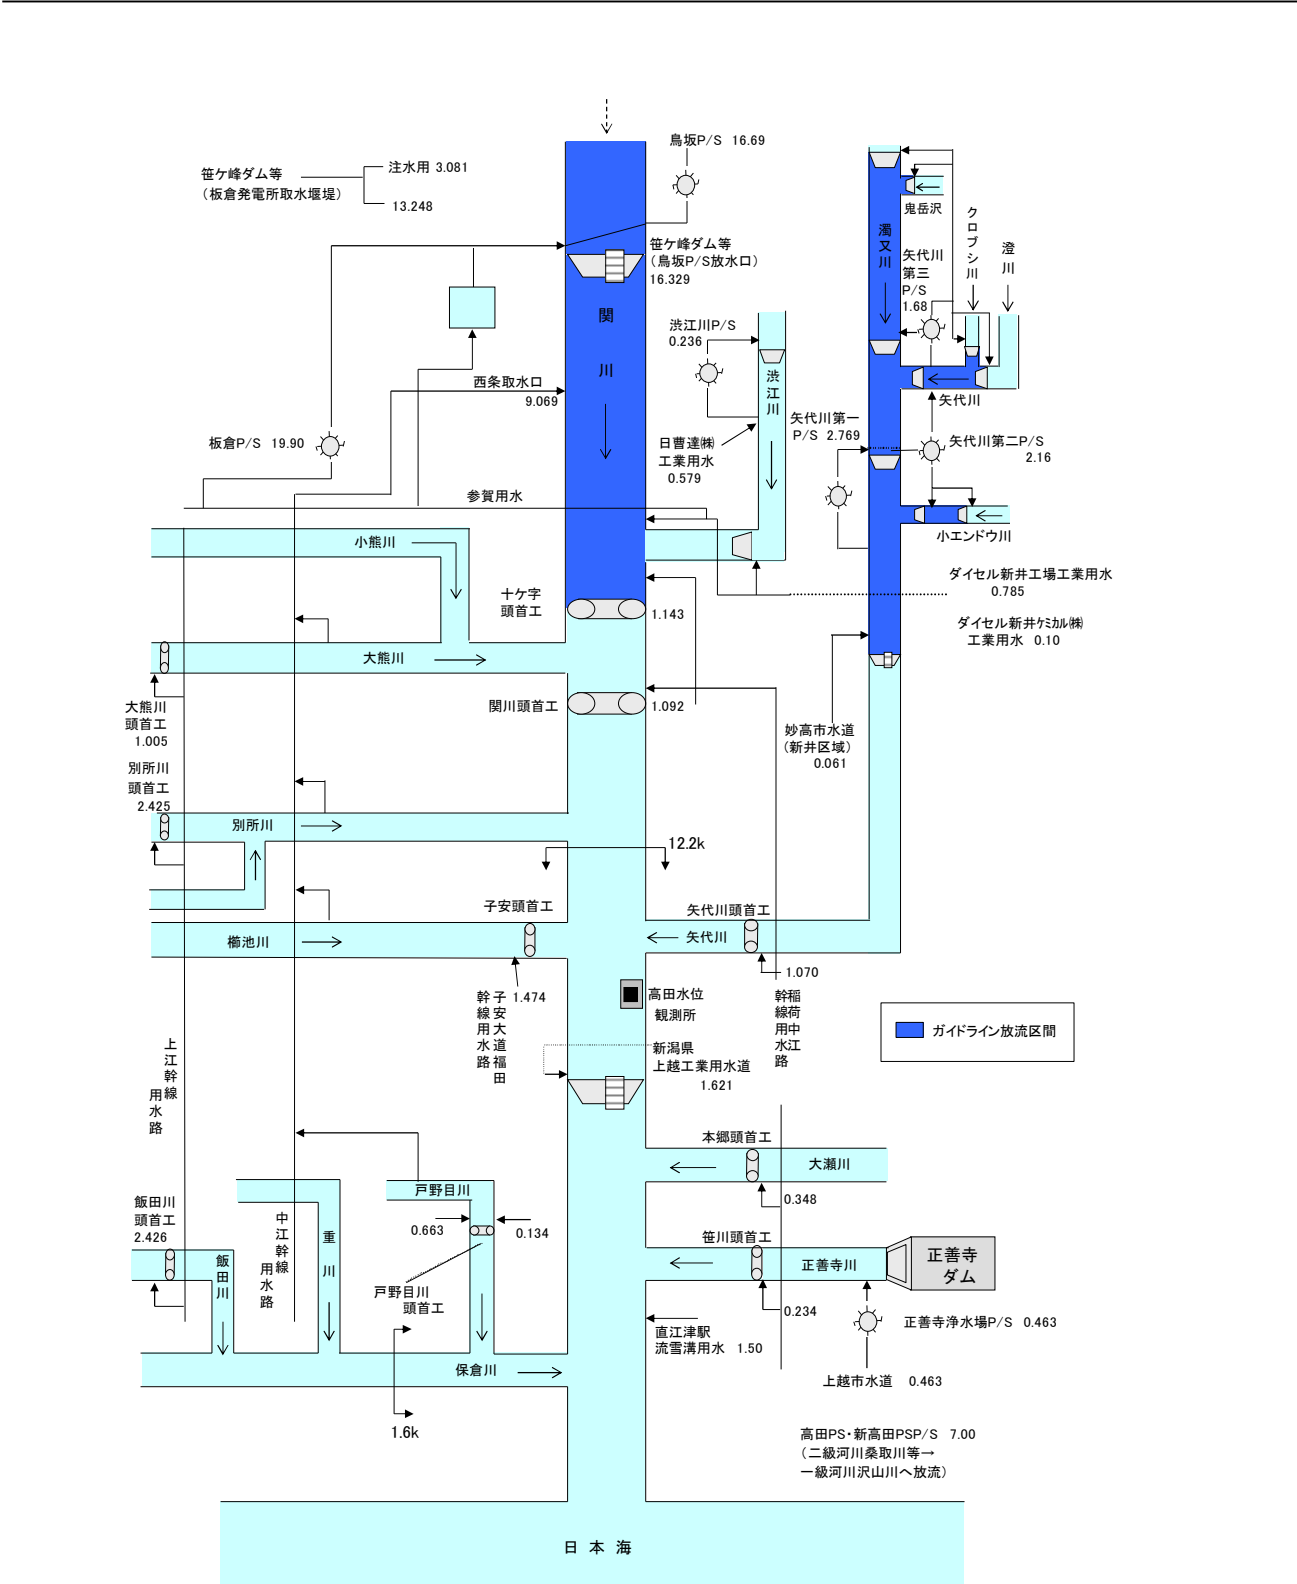 鳥坂P/S 16.69
笹ケ峰ダム等
（板倉発電所取水堰堤）
注水用 3.081
13.248
笹ケ峰ダム等
（鳥坂P/S放水口）
16.329
関川
濁又川
鬼岳沢
クロブシ川
澄川
矢代川
第三
P/S
1.68
渋江川P/S
0.236
渋江川
西条取水口
9.069
矢代川
板倉P/S 19.90
日曹達㈱
工業用水
0.579
矢代川第一
P/S 2.769
矢代川第二P/S
2.16
参賀用水
小熊川
小エンドウ川
ダイセル新井工場工業用水
0.785
十ケ字
頭首工
1.143
ダイセル新井ケミカル㈱
工業用水 0.10
大熊川
大熊川
頭首工
1.005
関川頭首工
1.092
妙高市水道
（新井区域）
0.061
別所川
頭首工
2.425
別所川
12.2k
子安頭首工
矢代川頭首工
櫛池川
矢代川
1.070
1.474
子安大道福田
幹線用水路
高田水位
観測所
稲荷中江
幹線用水路
ガイドライン放流区間
新潟県
上越工業用水道
1.621
上江幹線
用水路
本郷頭首工
大瀬川
0.348
戸野目川
飯田川
頭首工
2.426
中江幹線
用水路
重川
0.663
0.134
飯田川
笹川頭首工
正善寺川
正善寺
ダム
0.234
戸野目川
頭首工
正善寺浄水場P/S 0.463
直江津駅
流雪溝用水 1.50
保倉川
上越市水道 0.463
1.6k
高田PS・新高田PSP/S 7.00
（二級河川桑取川等→
一級河川沢山川へ放流）
日本海